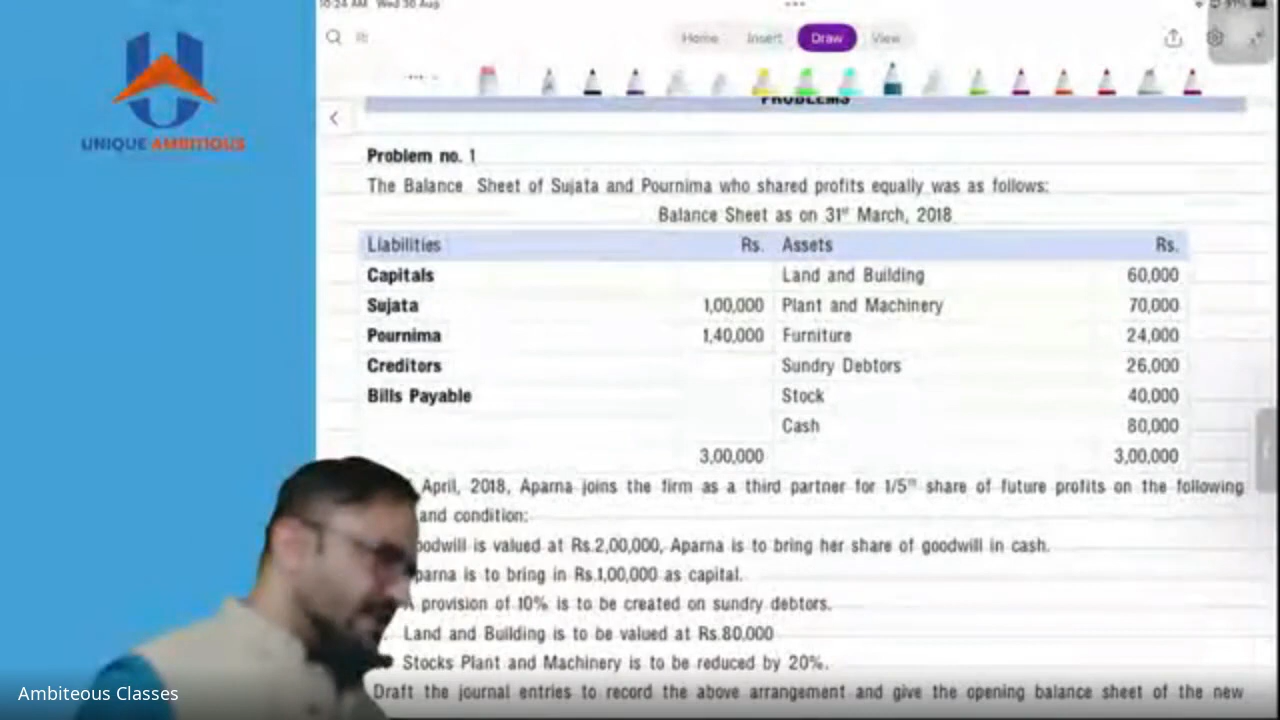 10:24 AM Wed 30 Aug
Home Insert Draw View
UNIQUE AMBITIOUS
PROBLEMS
Problem no. 1
The Balance Sheet of Sujata and Pournima who shared profits equally was as follows:
Balance Sheet as on 31st March, 2018
Liabilities Rs. Assets Rs.
Capitals Land and Building 60,000
Sujata 1,00,000 Plant and Machinery 70,000
Pournima 1,40,000 Furniture 24,000
Creditors Sundry Debtors 26,000
Bills Payable Stock 40,000
Cash 80,000
3,00,000 3,00,000
April, 2018, Aparna joins the firm as a third partner for 1/5th share of future profits on the following
and condition:
oodwill is valued at Rs.2,00,000, Aparna is to bring her share of goodwill in cash.
parna is to bring in Rs.1,00,000 as capital.
A provision of 10% is to be created on sundry debtors.
Land and Building is to be valued at Rs.80,000
Stocks Plant and Machinery is to be reduced by 20%.
Draft the journal entries to record the above arrangement and give the opening balance sheet of the new
Ambiteous Classes